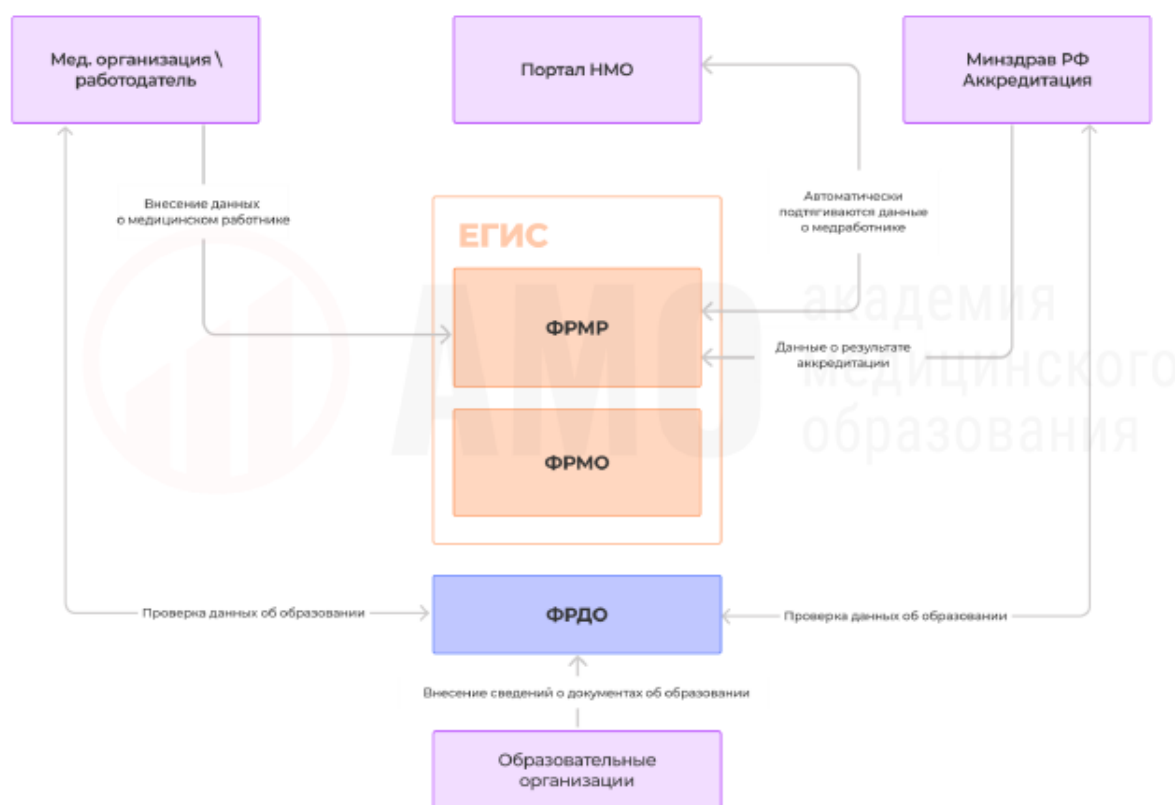 Мед. организация \
работодатель
Портал НМО
Минздрав РФ
Аккредитация
Внесение данных
о медицинском работнике
Автоматически
подтягиваются данные
о медработнике
ЕГИС
ФРМР
Данные о результате
аккредитации
АМО
академия
медицинского
образования
ФРМО
Проверка данных об образовании
ФРДО
Проверка данных об образовании
Внесение сведений о документах об образовании
Образовательные
организации